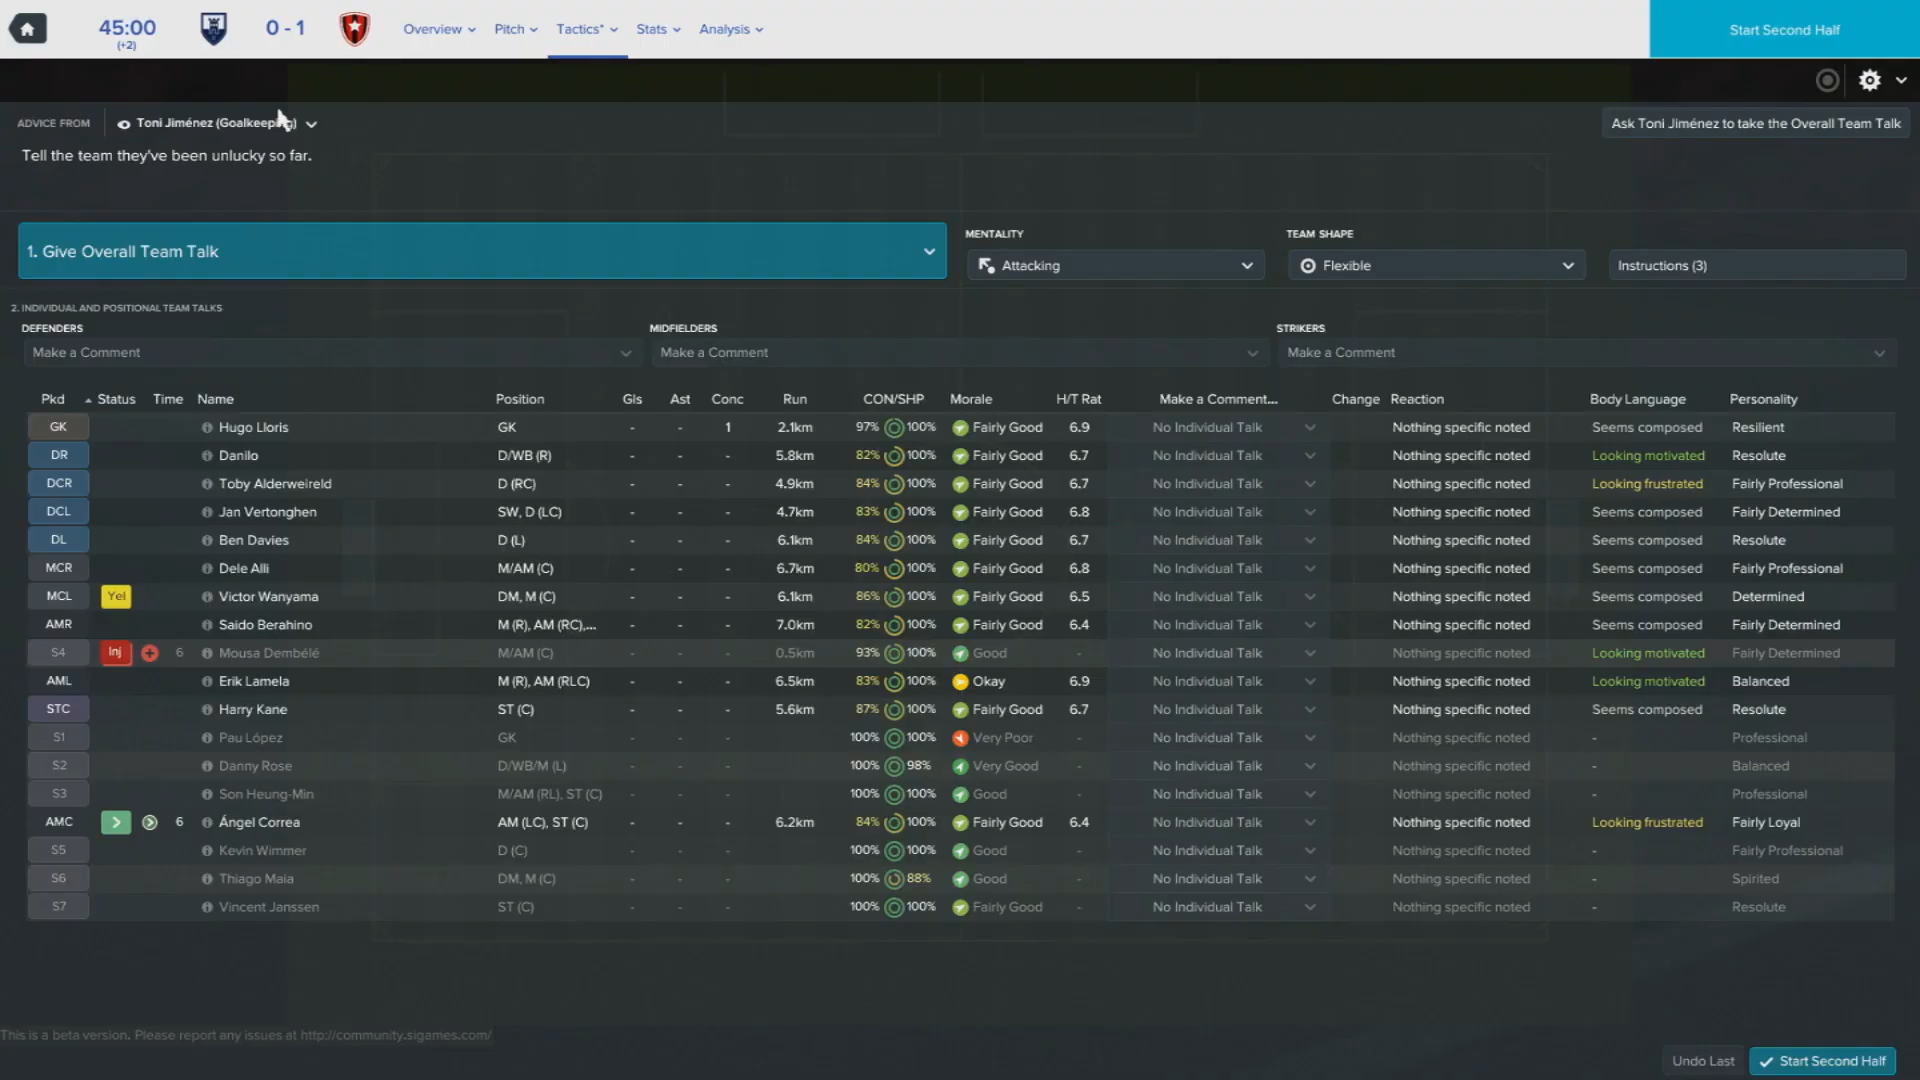 45:00 (+2) 0 - 1 Overview Pitch Tactics* Stats Analysis Start Second Half
ADVICE FROM Toni Jiménez (Goalkeeping) Ask Toni Jiménez to take the Overall Team Talk
Tell the team they've been unlucky so far.
MENTALITY TEAM SHAPE
1. Give Overall Team Talk Attacking Flexible Instructions (3)
2. INDIVIDUAL AND POSITIONAL TEAM TALKS
DEFENDERS MIDFIELDERS STRIKERS
Make a Comment Make a Comment Make a Comment
Pkd Status Time Name Position Gls Ast Conc Run CON/SHP Morale H/T Rat Make a Comment... Change Reaction Body Language Personality
GK Hugo Lloris GK - - 1 2.1km 97% 100% Fairly Good 6.9 No Individual Talk Nothing specific noted Seems composed Resilient
DR Danilo D/WB (R) - - - 5.8km 82% 100% Fairly Good 6.7 No Individual Talk Nothing specific noted Looking motivated Resolute
DCR Toby Alderweireld D (RC) - - - 4.9km 84% 100% Fairly Good 6.7 No Individual Talk Nothing specific noted Looking frustrated Fairly Professional
DCL Jan Vertonghen SW, D (LC) - - - 4.7km 83% 100% Fairly Good 6.8 No Individual Talk Nothing specific noted Seems composed Fairly Determined
DL Ben Davies D (L) - - - 6.1km 84% 100% Fairly Good 6.7 No Individual Talk Nothing specific noted Seems composed Resolute
MCR Dele Alli M/AM (C) - - - 6.7km 80% 100% Fairly Good 6.8 No Individual Talk Nothing specific noted Seems composed Fairly Professional
MCL Yel Victor Wanyama DM, M (C) - - - 6.1km 86% 100% Fairly Good 6.5 No Individual Talk Nothing specific noted Seems composed Determined
AMR Saido Berahino M (R), AM (RC),... - - - 7.0km 82% 100% Fairly Good 6.4 No Individual Talk Nothing specific noted Seems composed Fairly Determined
S4 Inj 6 Mousa Dembélé M/AM (C) - - - 0.5km 93% 100% Good - No Individual Talk Nothing specific noted Looking motivated Fairly Determined
AML Erik Lamela M (R), AM (RLC) - - - 6.5km 83% 100% Okay 6.9 No Individual Talk Nothing specific noted Looking motivated Balanced
STC Harry Kane ST (C) - - - 5.6km 87% 100% Fairly Good 6.7 No Individual Talk Nothing specific noted Seems composed Resolute
S1 Pau López GK - - - 100% 100% Very Poor - No Individual Talk Nothing specific noted - Professional
S2 Danny Rose D/WB/M (L) - - - 100% 98% Very Good - No Individual Talk Nothing specific noted - Balanced
S3 Son Heung-Min M/AM (RL), ST (C) - - - 100% 100% Good - No Individual Talk Nothing specific noted - Professional
AMC 6 Ángel Correa AM (LC), ST (C) - - - 6.2km 84% 100% Fairly Good 6.4 No Individual Talk Nothing specific noted Looking frustrated Fairly Loyal
S5 Kevin Wimmer D (C) - - - 100% 100% Good - No Individual Talk Nothing specific noted - Fairly Professional
S6 Thiago Maia DM, M (C) - - - 100% 88% Good - No Individual Talk Nothing specific noted - Spirited
S7 Vincent Janssen ST (C) - - - 100% 100% Fairly Good - No Individual Talk Nothing specific noted - Resolute
This is a beta version. Please report any issues at http://community.sigames.com/
Undo Last Start Second Half